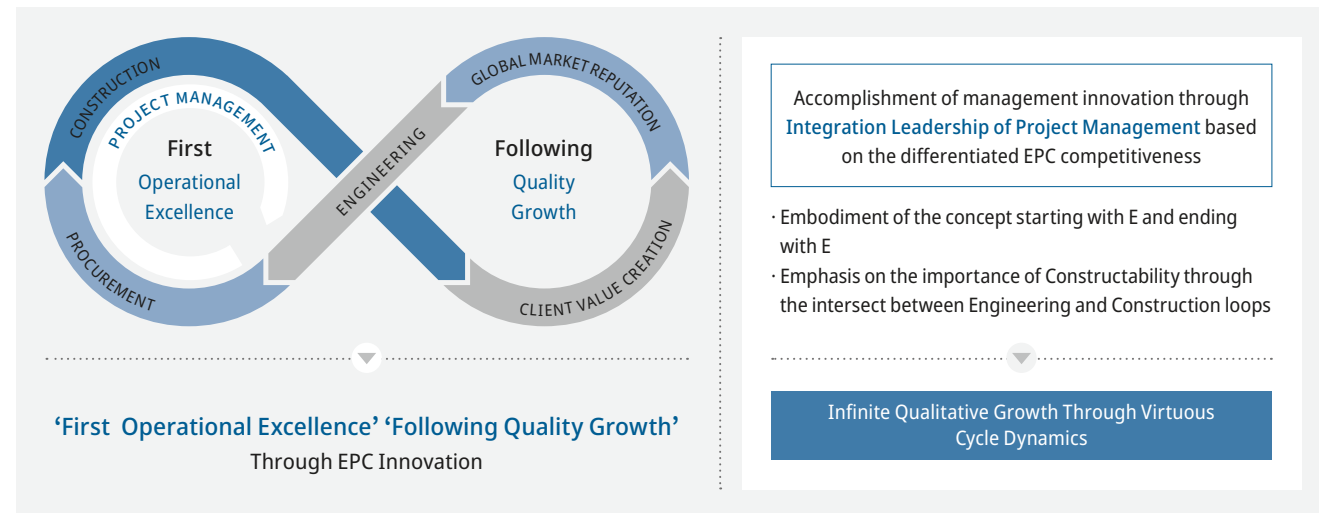 CONSTRUCTION
PROJECT MANAGEMENT
First
Operational
Excellence
PROCUREMENT
ENGINEERING
GLOBAL MARKET REPUTATION
Following
Quality
Growth
CLIENT VALUE CREATION
‘First Operational Excellence’ ‘Following Quality Growth’
Through EPC Innovation
Accomplishment of management innovation through
Integration Leadership of Project Management based
on the differentiated EPC competitiveness
· Embodiment of the concept starting with E and ending
with E
· Emphasis on the importance of Constructability through
the intersect between Engineering and Construction loops
Infinite Qualitative Growth Through Virtuous
Cycle Dynamics